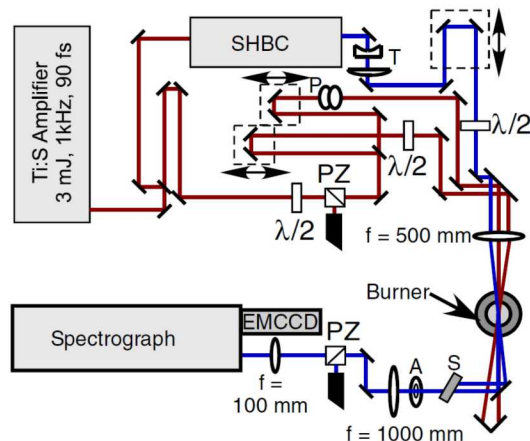 Ti:S Amplifier
3 mJ, 1kHz, 90 fs
SHBC
T
P
λ/2
λ/2
λ/2
PZ
f = 500 mm
Burner
Spectrograph
EMCCD
PZ
f =
100 mm
A
S
f = 1000 mm